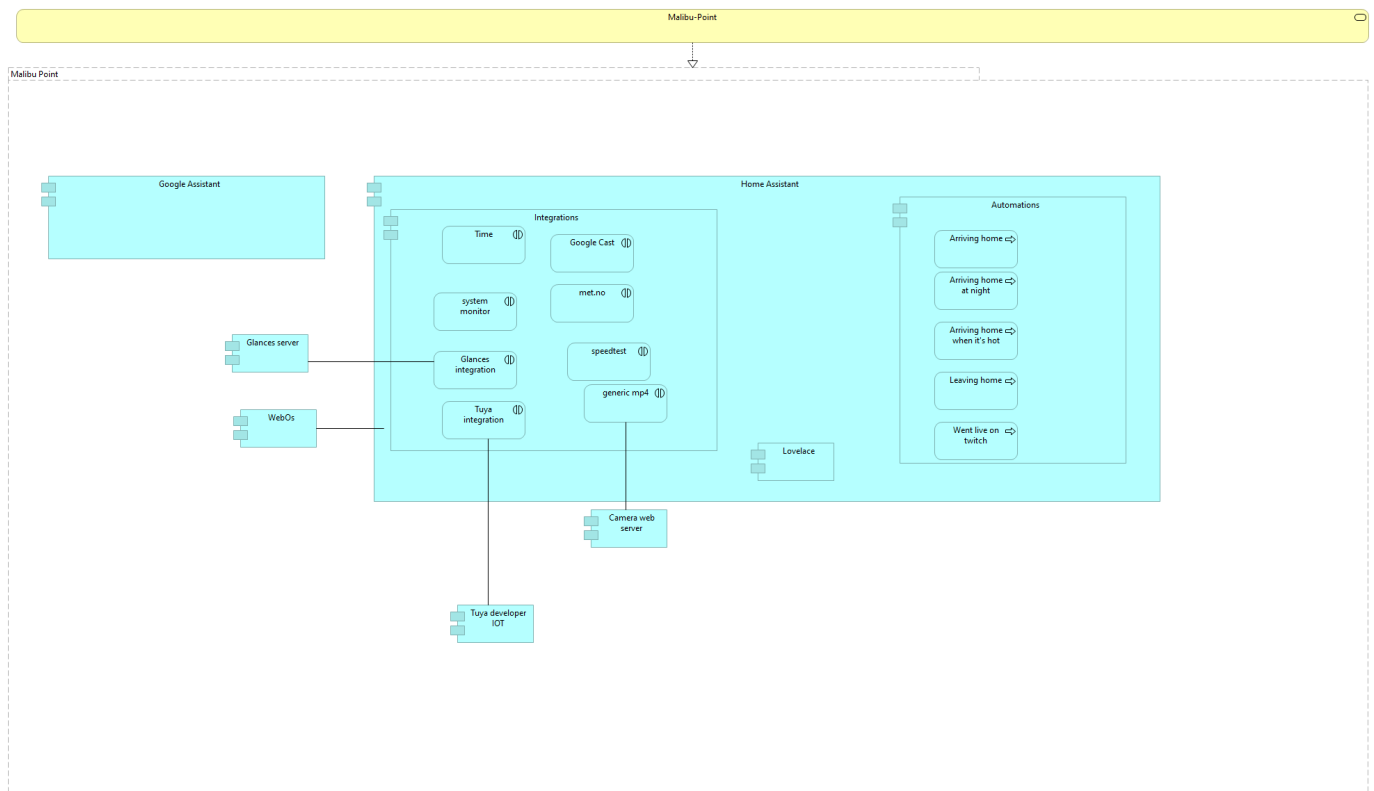 Malibu-Point
Malibu Point
Google Assistant
Home Assistant
Integrations
Time
Google Cast
system
monitor
met.no
Glances
integration
speedtest
Tuya
integration
generic mp4
Automations
Arriving home
Arriving home
at night
Arriving home
when it's hot
Leaving home
Went live on
twitch
Lovelace
Glances server
WebOs
Camera web
server
Tuya developer
IOT